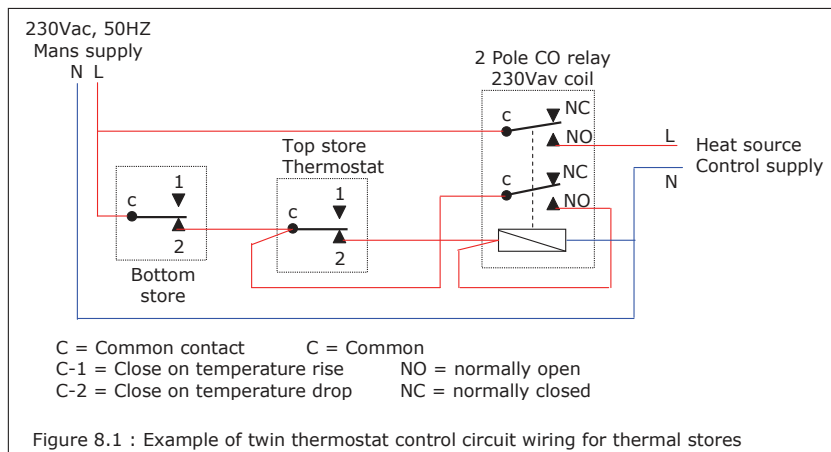 230Vac, 50HZ
Mans supply
N L
2 Pole CO relay
230Vav coil
c
NC
NO
L
Heat source
Control supply
N
Top store
Thermostat
c
NC
NO
1
c
2
Bottom
store
1
c
2
C = Common contact C = Common
C-1 = Close on temperature rise NO = normally open
C-2 = Close on temperature drop NC = normally closed
Figure 8.1 : Example of twin thermostat control circuit wiring for thermal stores